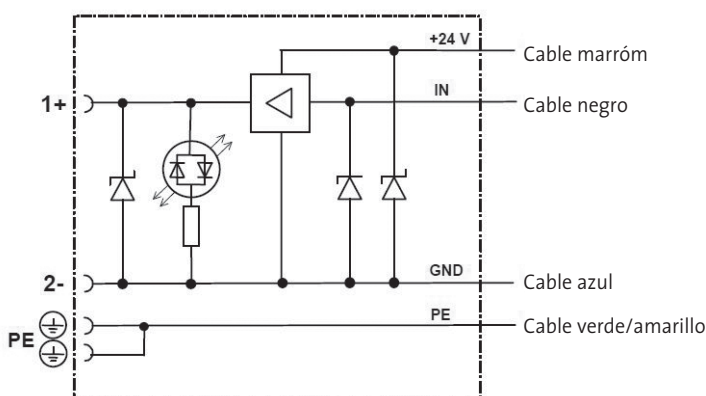 +24 V
Cable marróm
1+
IN
Cable negro
2-
GND
Cable azul
PE
PE
Cable verde/amarillo